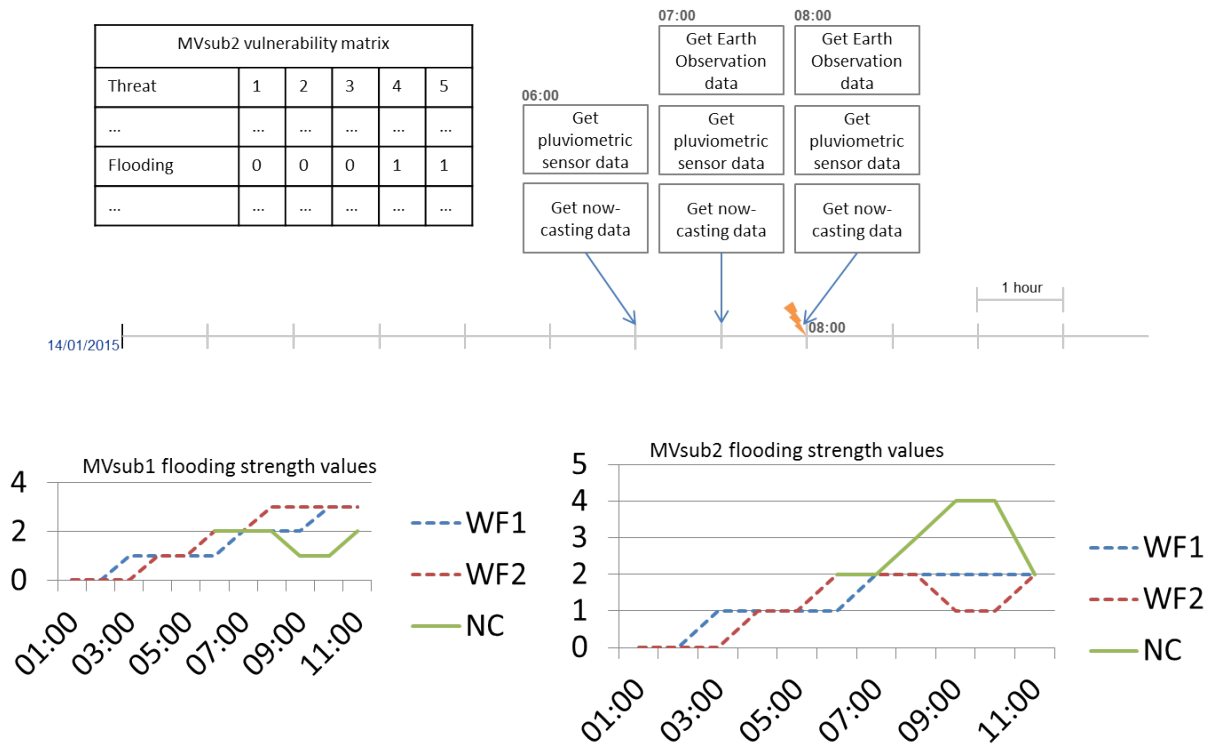 MVsub2 vulnerability matrix
Threat 1 2 3 4 5
... ... ... ... ... ...
Flooding 0 0 0 1 1
... ... ... ... ... ...
06:00
Get
pluviometric
sensor data
Get now-
casting data
07:00
Get Earth
Observation
data
Get
pluviometric
sensor data
Get now-
casting data
08:00
Get Earth
Observation
data
Get
pluviometric
sensor data
Get now-
casting data
1 hour
08:00
14/01/2015
MVsub1 flooding strength values
4
2
0
01:00
03:00
05:00
07:00
09:00
11:00
WF1
WF2
NC
MVsub2 flooding strength values
5
4
3
2
1
0
01:00
03:00
05:00
07:00
09:00
11:00
WF1
WF2
NC